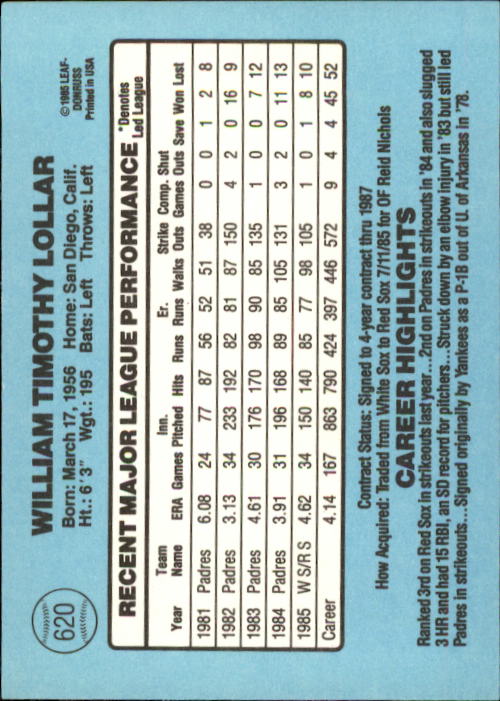 620
WILLIAM TIMOTHY LOLLAR
©1985 LEAF-
DONRUSS
Printed in USA
Born: March 17, 1956 Home: San Diego, Calif.
Ht.: 6'3" Wgt.: 195 Bats: Left Throws: Left
RECENT MAJOR LEAGUE PERFORMANCE *Denotes Led League
Team Inn. Er. Strike Comp. Shut
Year Name ERA Games Pitched Hits Runs Runs Walks Outs Games Outs Save Won Lost
1981 Padres 6.08 24 77 87 56 52 51 38 0 0 1 2 8
1982 Padres 3.13 34 233 192 82 81 87 150 4 2 0 16 9
1983 Padres 4.61 30 176 170 98 90 85 135 1 0 0 7 12
1984 Padres 3.91 31 196 168 89 85 105 131 3 2 0 11 13
1985 W S/R S 4.62 34 150 140 85 77 98 105 1 0 1 8 10
Career 4.14 167 863 790 424 397 446 572 9 4 4 45 52
Contract Status: Signed to 4-year contract thru 1987
How Acquired: Traded from White Sox to Red Sox 7/11/85 for OF Reid Nichols
CAREER HIGHLIGHTS
Ranked 3rd on Red Sox in strikeouts last year...2nd on Padres in strikeouts in '84 and also slugged
3 HR and had 15 RBI, an SD record for pitchers...Struck down by an elbow injury in '83 but still led
Padres in strikeouts...Signed originally by Yankees as a P-1B out of U. of Arkansas in '78.